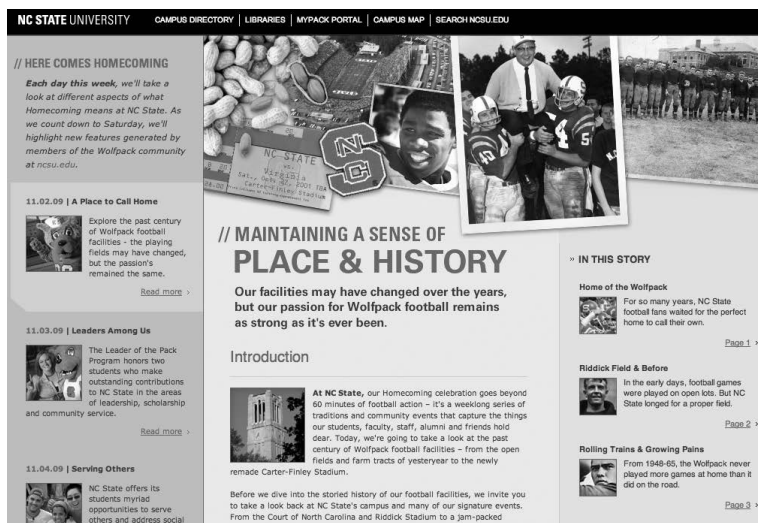 NC STATE UNIVERSITY
CAMPUS DIRECTORY | LIBRARIES | MYPACK PORTAL | CAMPUS MAP | SEARCH NCSU.EDU
// HERE COMES HOMECOMING
Each day this week, we'll take a
look at different aspects of what
Homecoming means at NC State. As
we count down to Saturday, we'll
highlight new features generated by
members of the Wolfpack community
at ncsu.edu.
11.02.09 | A Place to Call Home
Explore the past century
of Wolfpack football
facilities - the playing
fields may have changed,
but the passion's
remained the same.
Read more ›
11.03.09 | Leaders Among Us
The Leader of the Pack
Program honors two
students who make
outstanding contributions
to NC State in the areas
of leadership, scholarship
and community service.
Read more ›
11.04.09 | Serving Others
NC State offers its
students myriad
opportunities to serve
others and address social
NC STATE
vs.
Virginia
Carter-Finley Stadium
NC
S
40
54
// MAINTAINING A SENSE OF
PLACE & HISTORY
Our facilities may have changed over the years,
but our passion for Wolfpack football remains
as strong as it's ever been.
Introduction
At NC State, our Homecoming celebration goes beyond
60 minutes of football action – it's a weeklong series of
traditions and community events that capture the things
our students, faculty, staff, alumni and friends hold
dear. Today, we're going to take a look at the past
century of Wolfpack football facilities – from the open
fields and farm tracts of yesteryear to the newly
remade Carter-Finley Stadium.
Before we dive into the storied history of our football facilities, we invite you
to take a look back at NC State's campus and many of our signature events.
From the Court of North Carolina and Riddick Stadium to a jam-packed
» IN THIS STORY
Home of the Wolfpack
For so many years, NC State
football fans waited for the perfect
home to call their own.
Page 1 ›
Riddick Field & Before
In the early days, football games
were played on open lots. But NC
State longed for a proper field.
Page 2 ›
Rolling Trains & Growing Pains
From 1948-65, the Wolfpack never
played more games at home than it
did on the road.
Page 3 ›